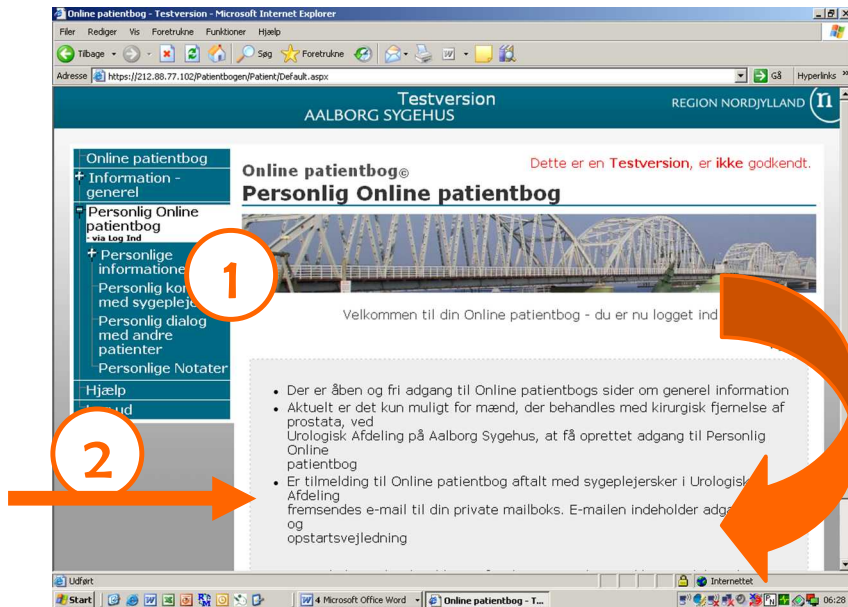 Online patientbog - Testversion - Microsoft Internet Explorer
Filer Rediger Vis Foretrukne Funktioner Hjælp
Tilbage Søg Foretrukne
Adresse https://212.88.77.102/Patientbogen/Patient/Default.aspx Gå Hyperlinks »
Testversion
AALBORG SYGEHUS
REGION NORDJYLLAND n
Online patientbog
Information -
generel
Personlig Online
patientbog
- via Log Ind
Personlige
Personlig
med
Personlig dialog
med andre
patienter
Personlige Notater
Hjælp
ud
1
2
Dette er en Testversion, er ikke godkendt.
Online patientbog©
Personlig Online patientbog
Velkommen til din Online patientbog - du er nu logget ind
• Der er åben og fri adgang til Online patientbogs sider om generel information
• Aktuelt er det kun muligt for mænd, der behandles med kirurgisk fjernelse af
prostata, ved
Urologisk Afdeling på Aalborg Sygehus, at få oprettet adgang til Personlig
Online
patientbog
• Er tilmelding til Online patientbog aftalt med sygeplejersker i Urologisk
Afdeling
fremsendes e-mail til din private mailboks. E-mailen indeholder
og
opstartsvejledning
Udført Internettet
Start 4 Microsoft Office Word Online patientbog - T... 06:28